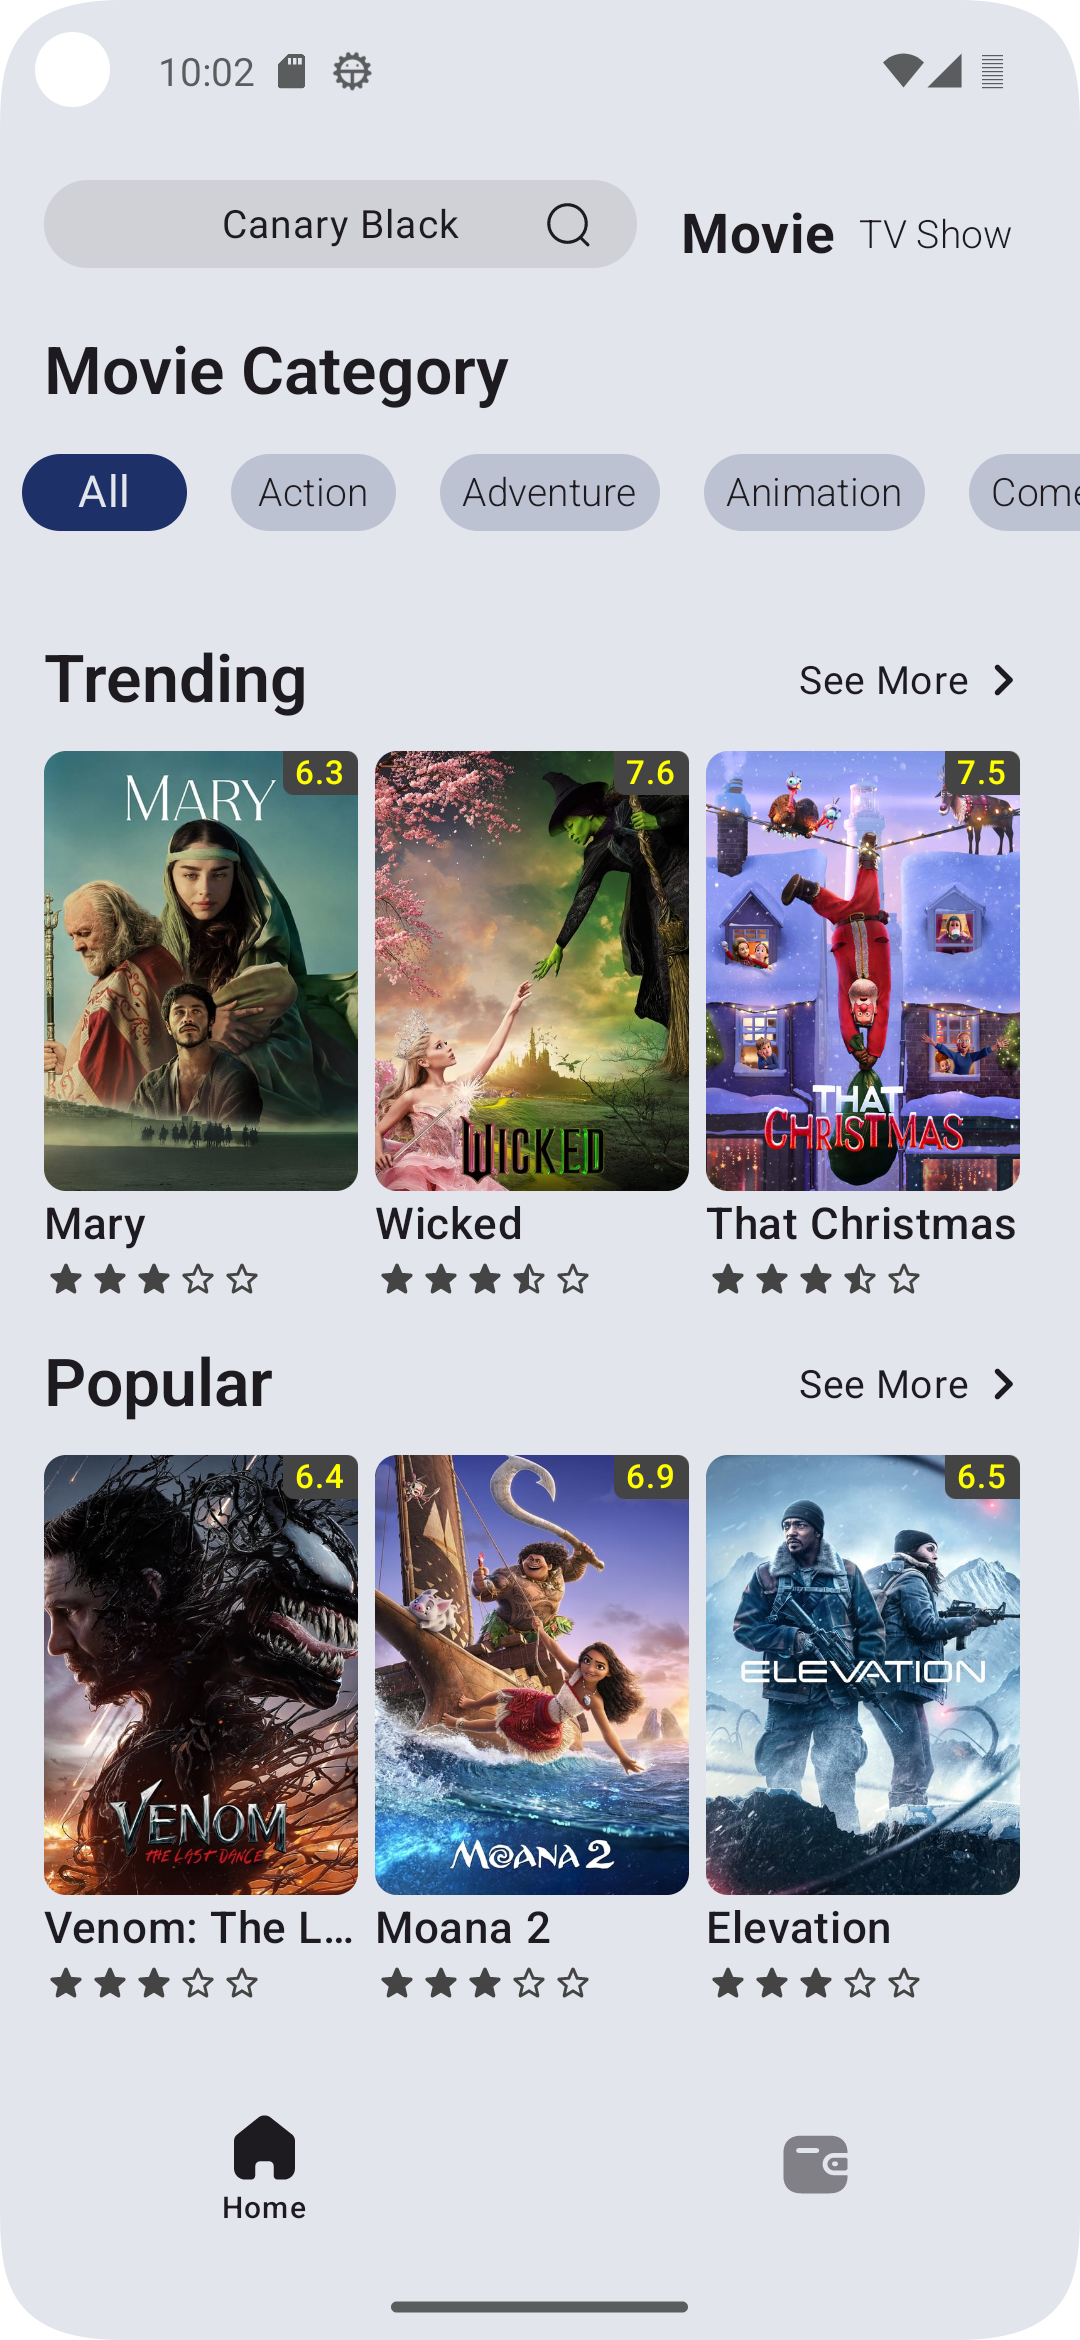 10:02
Canary Black
Movie TV Show
Movie Category
All Action Adventure Animation Come
Trending See More
MARY 6.3
7.6
WICKED
7.5
THAT
CHRISTMAS
Mary Wicked That Christmas
Popular See More
6.4
VENOM
THE LAST DANCE
6.9
MOANA 2
6.5
ELEVATION
Venom: The L... Moana 2 Elevation
Home